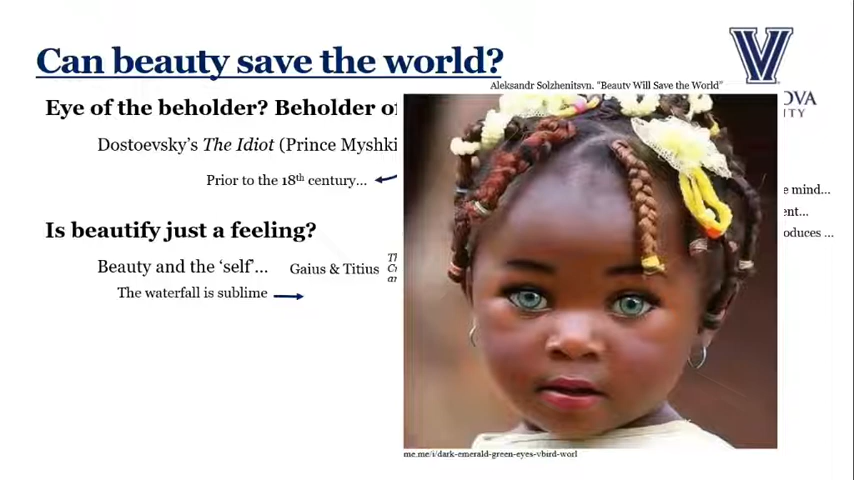 Can beauty save the world?
Aleksandr Solzhenitsyn. "Beauty Will Save the World"
Eye of the beholder? Beholder of
OVA
ITY
Dostoevsky's The Idiot (Prince Myshki
Prior to the 18th century...
e mind...
ent...
oduces ...
Is beautify just a feeling?
Beauty and the 'self'... Gaius & Titius
The waterfall is sublime
me.me/i/dark-emerald-green-eyes-vbird-worl